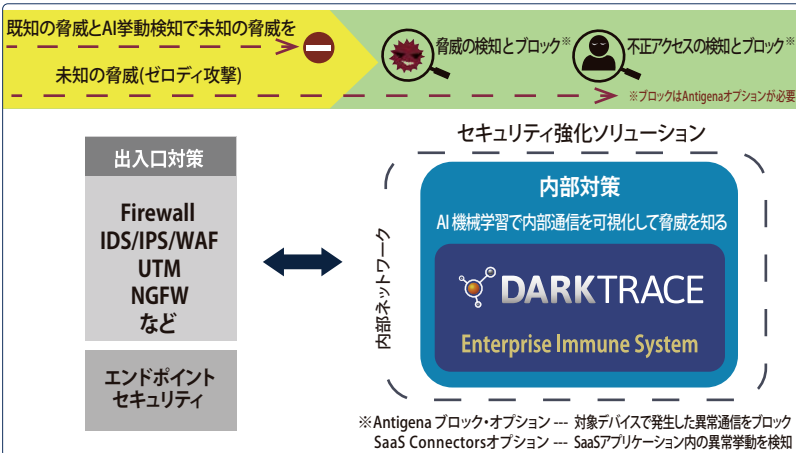 既知の脅威とAI挙動検知で未知の脅威を
未知の脅威(ゼロディ攻撃)
脅威の検知とブロック※
不正アクセスの検知とブロック※
※ブロックはAntigenaオプションが必要
出入口対策
Firewall
IDS/IPS/WAF
UTM
NGFW
など
エンドポイント
セキュリティ
セキュリティ強化ソリューション
内部ネットワーク
内部対策
AI 機械学習で内部通信を可視化して脅威を知る
DARKTRACE
Enterprise Immune System
※Antigena ブロック・オプション --- 対象デバイスで発生した異常通信をブロック
SaaS Connectorsオプション --- SaaSアプリケーション内の異常挙動を検知